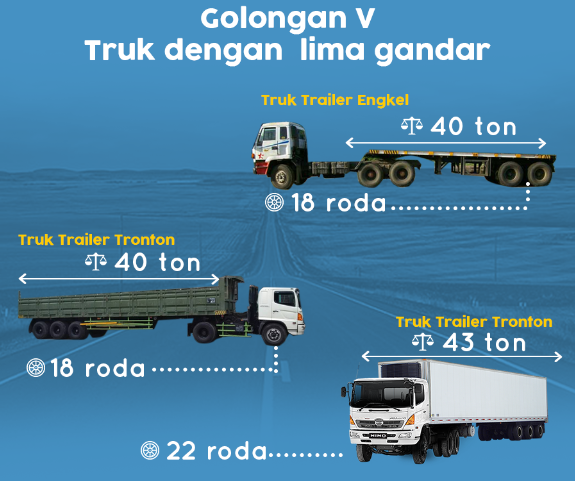 Golongan V
Truk dengan lima gandar
Truk Trailer Engkel
40 ton
18 roda
Truk Trailer Tronton
40 ton
18 roda
Truk Trailer Tronton
43 ton
HINO
22 roda